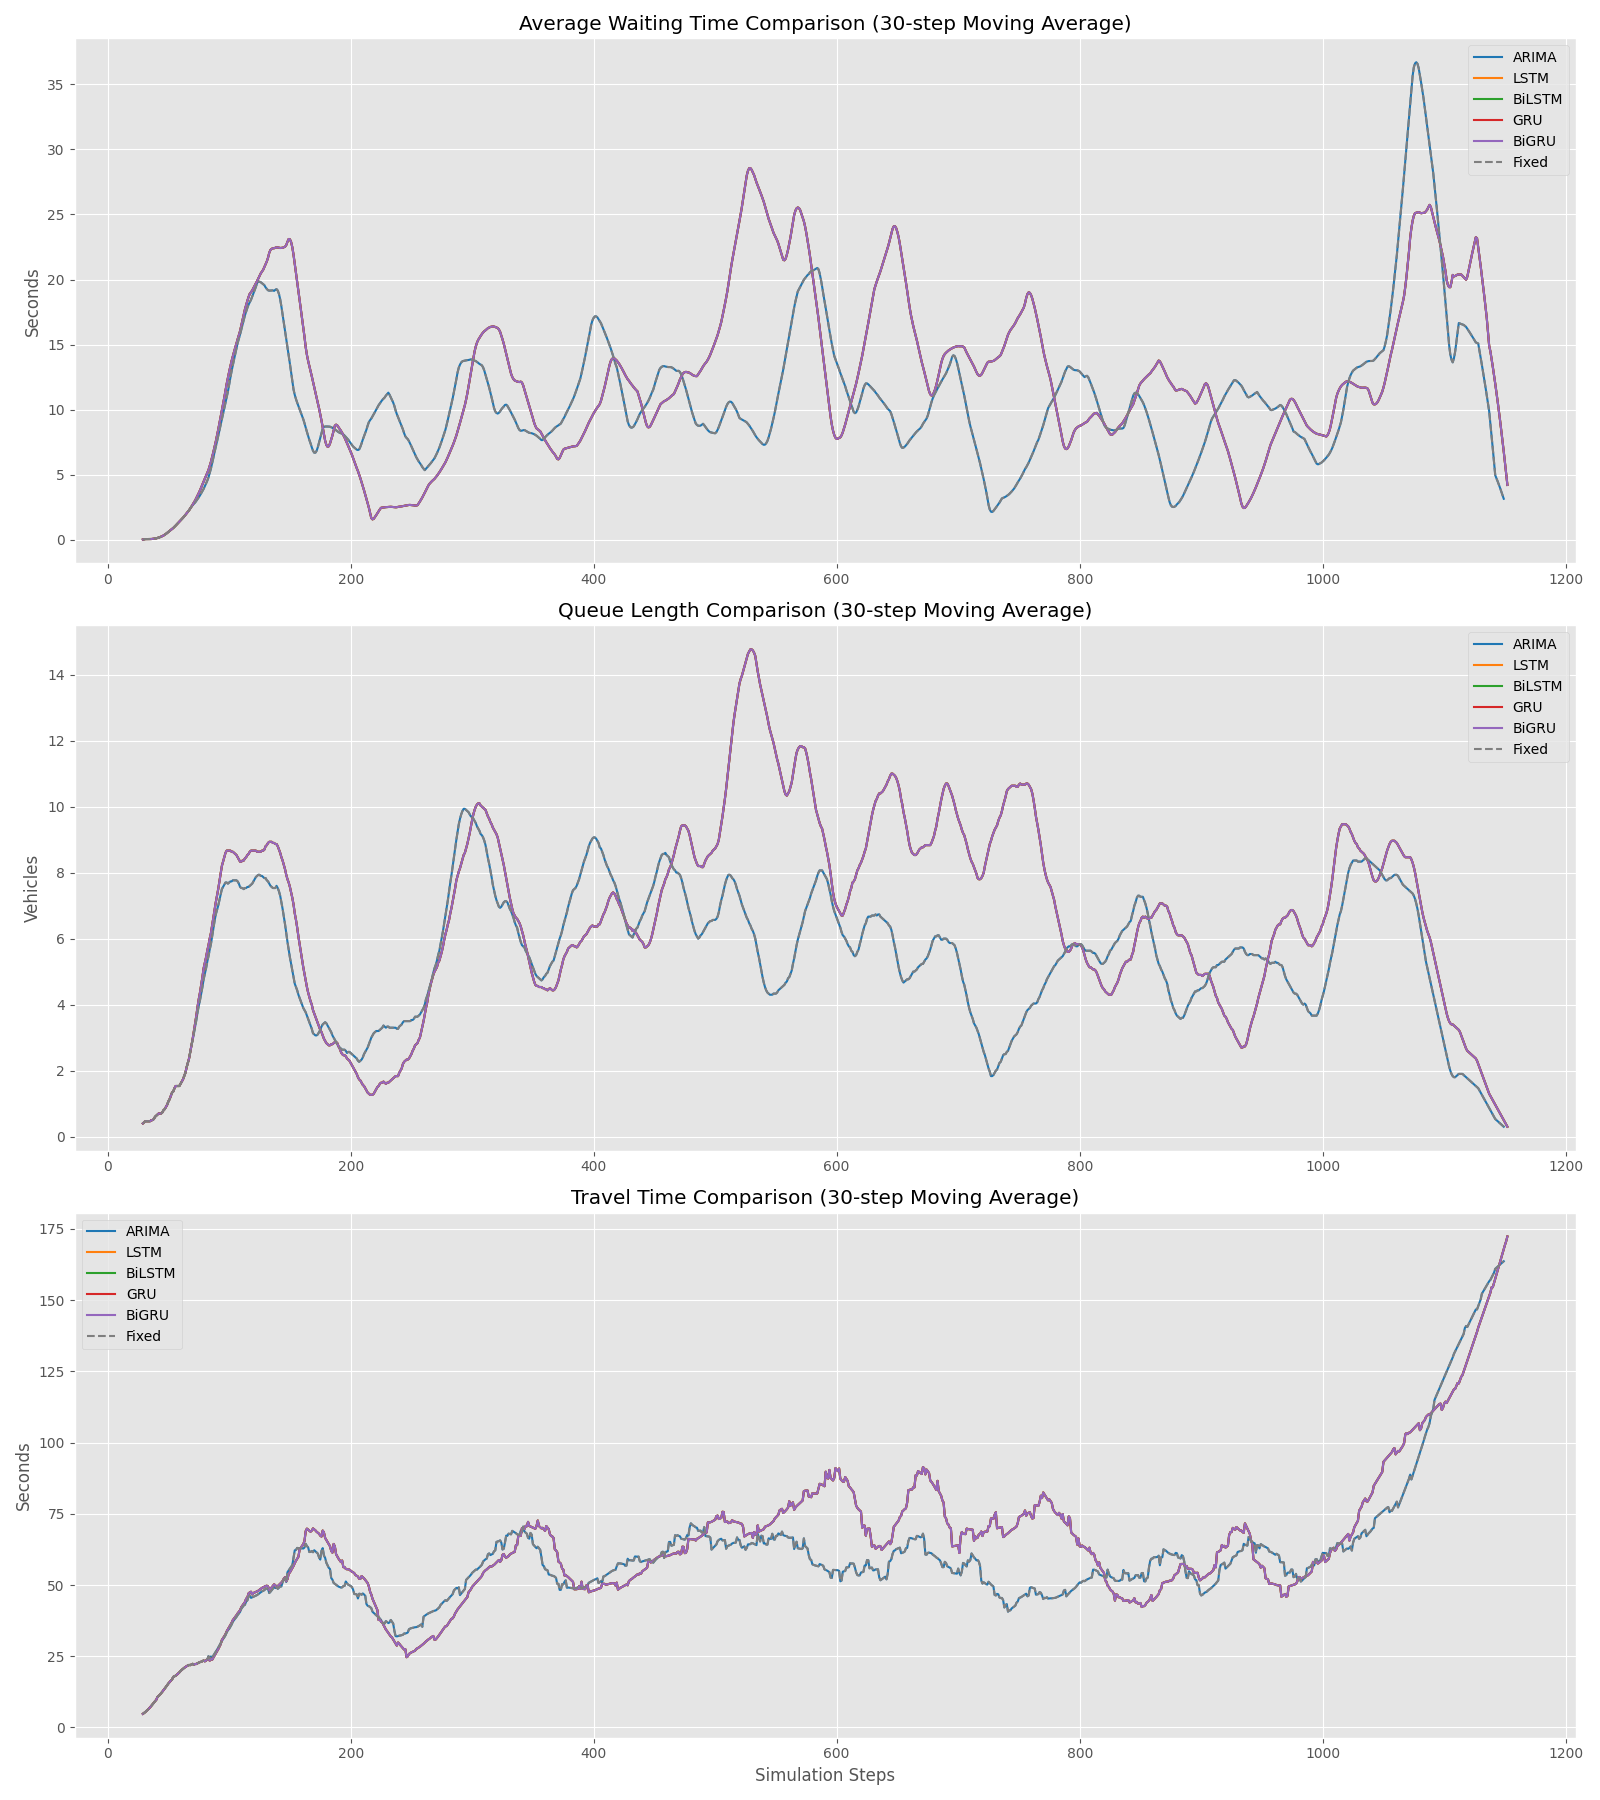 Average Waiting Time Comparison (30-step Moving Average)
Seconds
35
30
25
20
15
10
5
0
0 200 400 600 800 1000 1200
ARIMA
LSTM
BiLSTM
GRU
BiGRU
Fixed
Queue Length Comparison (30-step Moving Average)
Vehicles
14
12
10
8
6
4
2
0
0 200 400 600 800 1000 1200
ARIMA
LSTM
BiLSTM
GRU
BiGRU
Fixed
Travel Time Comparison (30-step Moving Average)
Seconds
175
150
125
100
75
50
25
0
ARIMA
LSTM
BiLSTM
GRU
BiGRU
Fixed
0 200 400 600 800 1000 1200
Simulation Steps